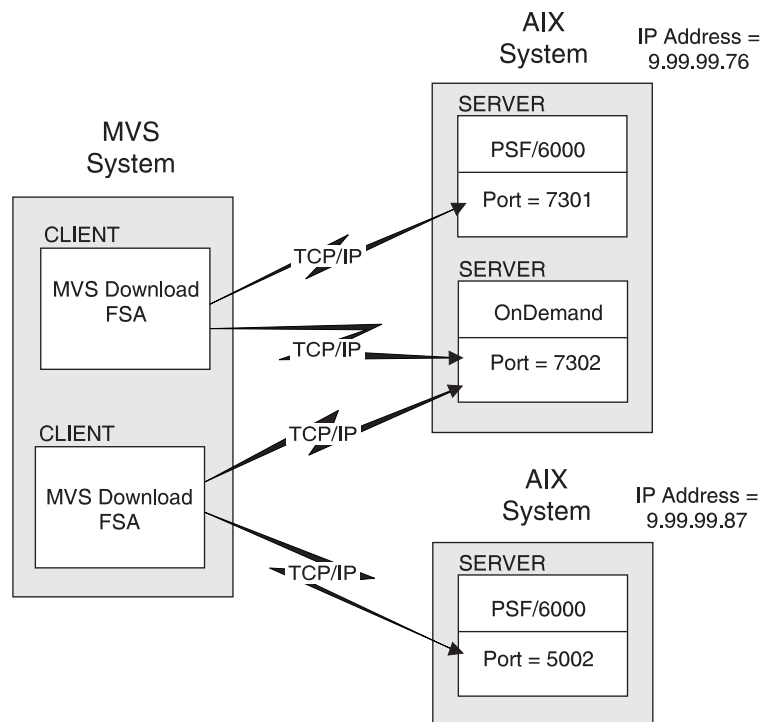 MVS
System
CLIENT
MVS Download
FSA
CLIENT
MVS Download
FSA
TCP/IP
TCP/IP
TCP/IP
TCP/IP
AIX
System
IP Address =
9.99.99.76
SERVER
PSF/6000
Port = 7301
SERVER
OnDemand
Port = 7302
AIX
System
IP Address =
9.99.99.87
SERVER
PSF/6000
Port = 5002